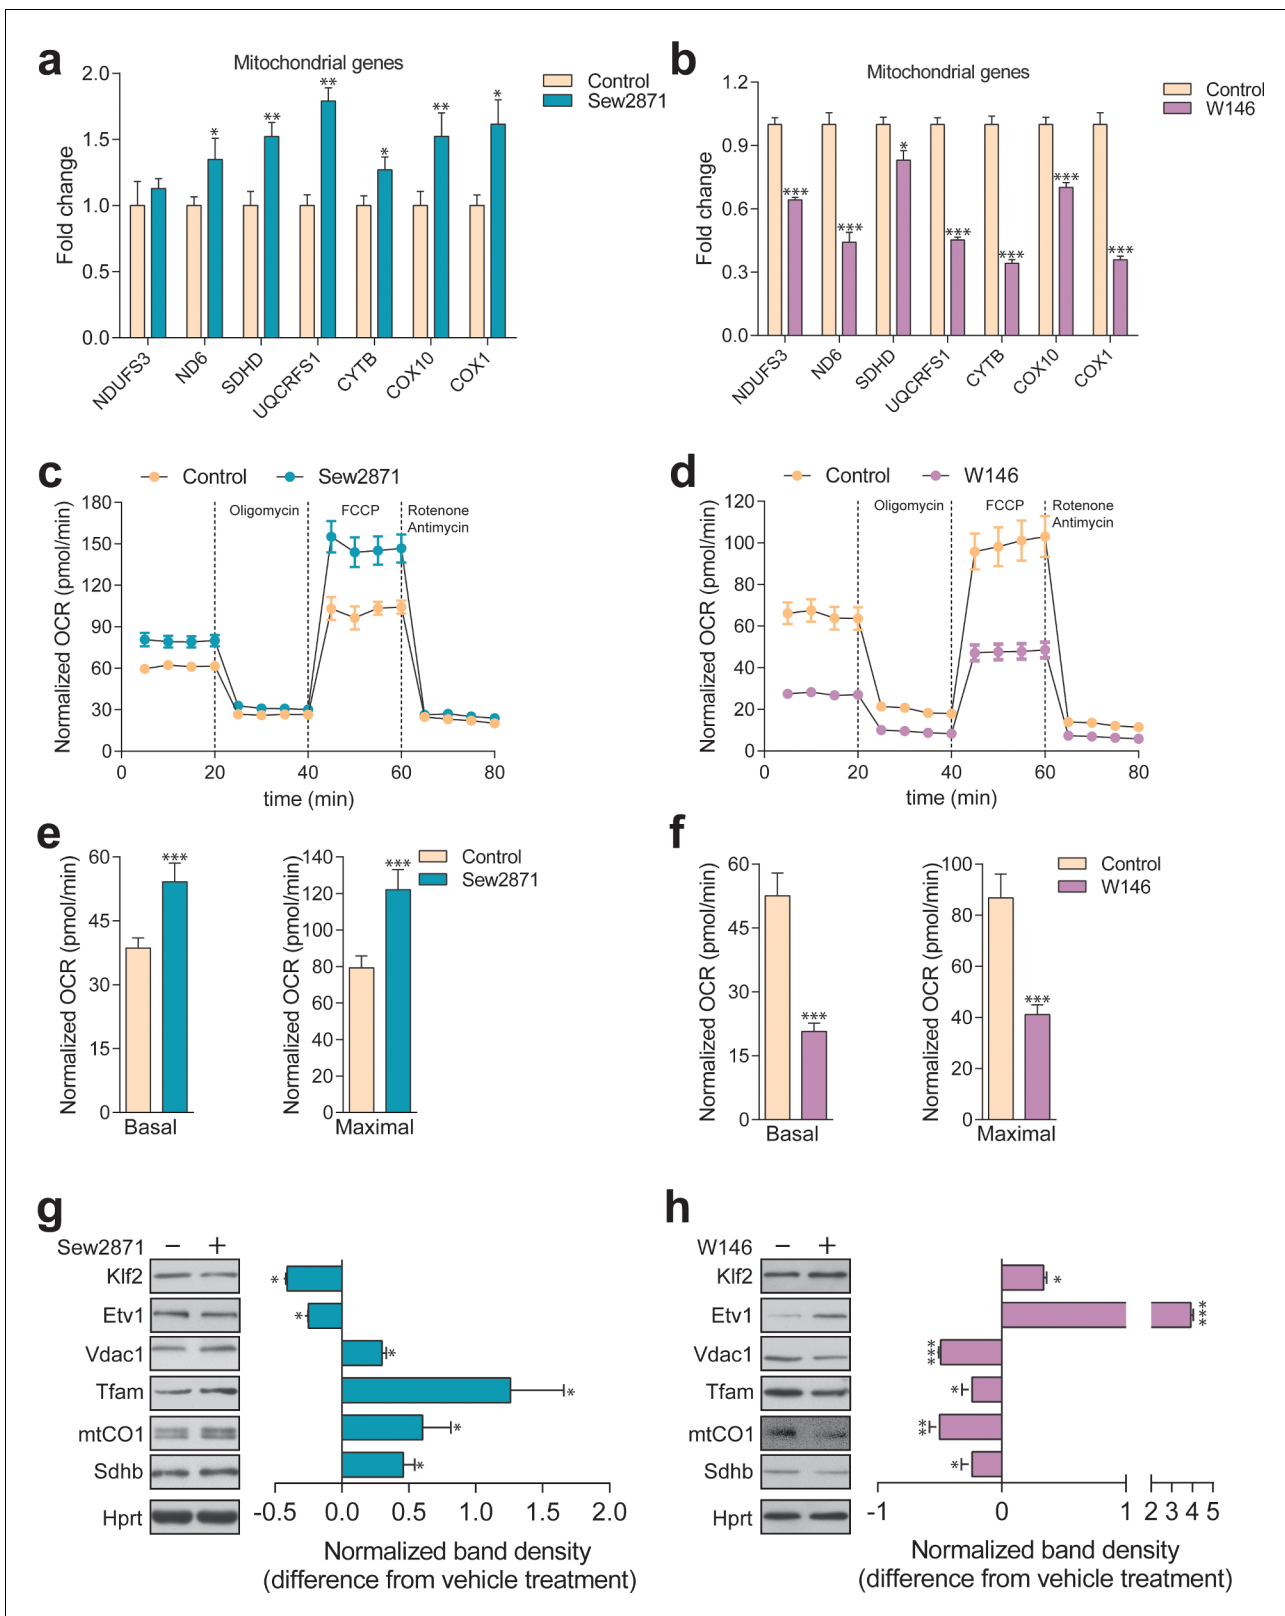 a
Mitochondrial genes
Control
Sew2871
Fold change
2.0
1.5
1.0
0.5
0.0
*
**
**
*
**
*
NDUFS3
ND6
SDHD
UQCRFS1
CYTB
COX10
COX1
b
Mitochondrial genes
Control
W146
Fold change
1.2
0.9
0.6
0.3
0.0
***
***
*
***
***
***
***
NDUFS3
ND6
SDHD
UQCRFS1
CYTB
COX10
COX1
c
Control
Sew2871
Normalized OCR (pmol/min)
180
150
120
90
60
30
0
Oligomycin
FCCP
Rotenone
Antimycin
0 20 40 60 80
time (min)
d
Control
W146
Normalized OCR (pmol/min)
120
100
80
60
40
20
0
Oligomycin
FCCP
Rotenone
Antimycin
0 20 40 60 80
time (min)
e
Normalized OCR (pmol/min)
60
45
30
15
0
***
Basal
Normalized OCR (pmol/min)
140
120
100
80
60
40
20
0
***
Maximal
Control
Sew2871
f
Normalized OCR (pmol/min)
60
45
30
15
0
***
Basal
Normalized OCR (pmol/min)
100
80
60
40
20
0
***
Maximal
Control
W146
g
Sew2871 − +
Klf2
*
Etv1
*
Vdac1
*
Tfam
*
mtCO1
*
Sdhb
*
Hprt
-0.5 0.0 0.5 1.0 1.5 2.0
Normalized band density
(difference from vehicle treatment)
h
W146 − +
Klf2
*
Etv1
***
Vdac1
***
Tfam
*
mtCO1
**
Sdhb
*
Hprt
-1 0 1 2 3 4 5
Normalized band density
(difference from vehicle treatment)